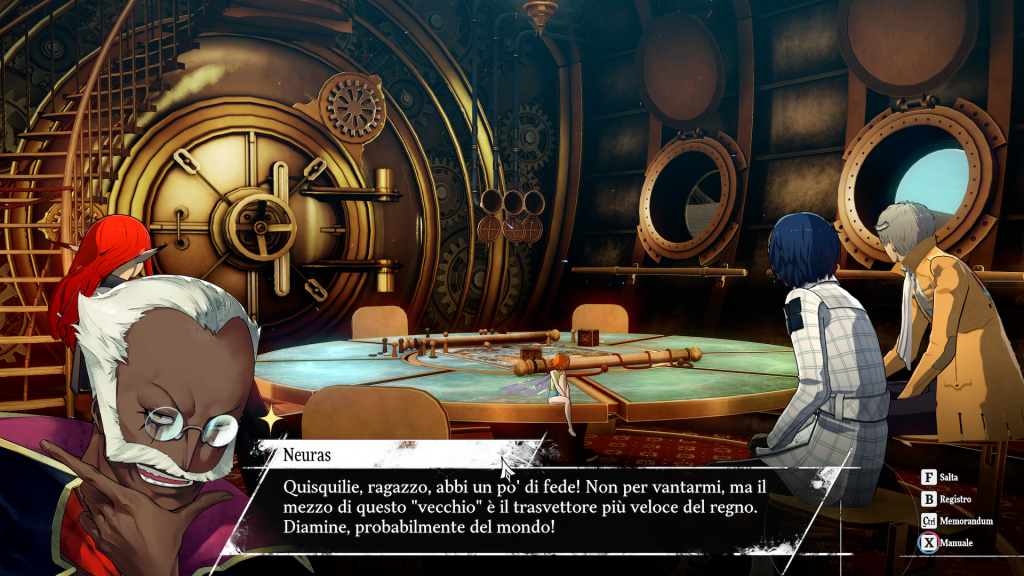 Neuras
Quisquilie, ragazzo, abbi un po' di fede! Non per vantarmi, ma il
mezzo di questo "vecchio" è il trasvettore più veloce del regno.
Diamine, probabilmente del mondo!
F Salta
B Registro
Ctrl Memorandum
X Manuale